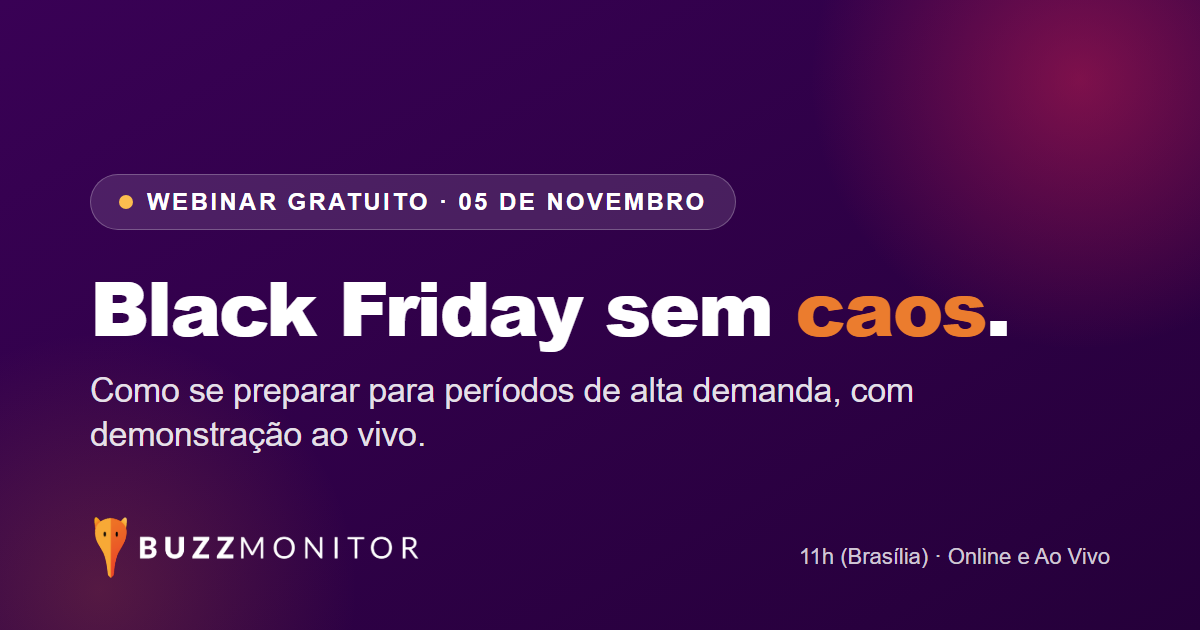 WEBINAR GRATUITO · 05 DE NOVEMBRO
Black Friday sem caos.
Como se preparar para períodos de alta demanda, com
demonstração ao vivo.
BUZZMONITOR
11h (Brasília) · Online e Ao Vivo